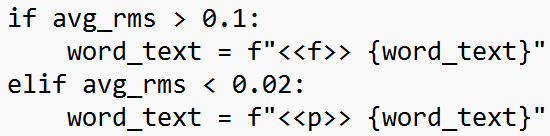 if avg_rms > 0.1:
    word_text = f"<<f>> {word_text}"
elif avg_rms < 0.02:
    word_text = f"<<p>> {word_text}"